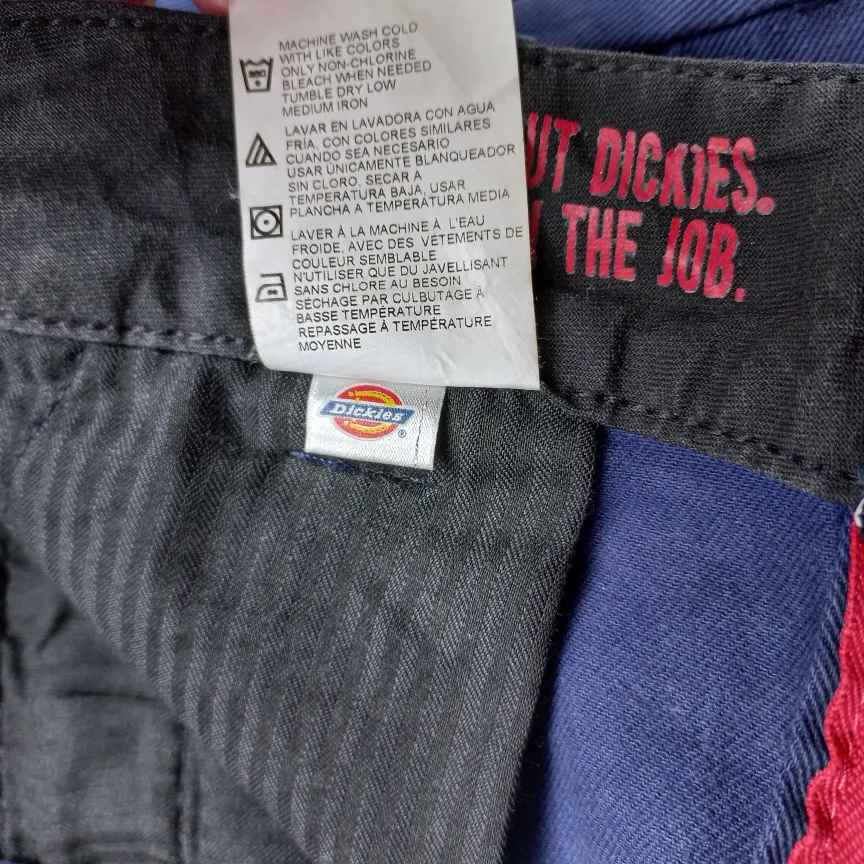 MACHINE WASH COLD
WITH LIKE COLORS
ONLY NON-CHLORINE
BLEACH WHEN NEEDED
TUMBLE DRY LOW
MEDIUM IRON
LAVAR EN LAVADORA CON AGUA
FRÍA, CON COLORES SIMILARES
CUANDO SEA NECESARIO
USAR ÚNICAMENTE BLANQUEADOR
SIN CLORO, SECAR A
TEMPERATURA BAJA, USAR
PLANCHA A TEMPERATURA MEDIA
LAVER À LA MACHINE À L'EAU
FROIDE, AVEC DES VÊTEMENTS DE
COULEUR SEMBLABLE
N'UTILISER QUE DU JAVELLISANT
SANS CHLORE AU BESOIN
SÉCHAGE PAR CULBUTAGE À
BASSE TEMPÉRATURE
REPASSAGE À TEMPÉRATURE
MOYENNE
UT DICKIES.
THE JOB.
Dickies®